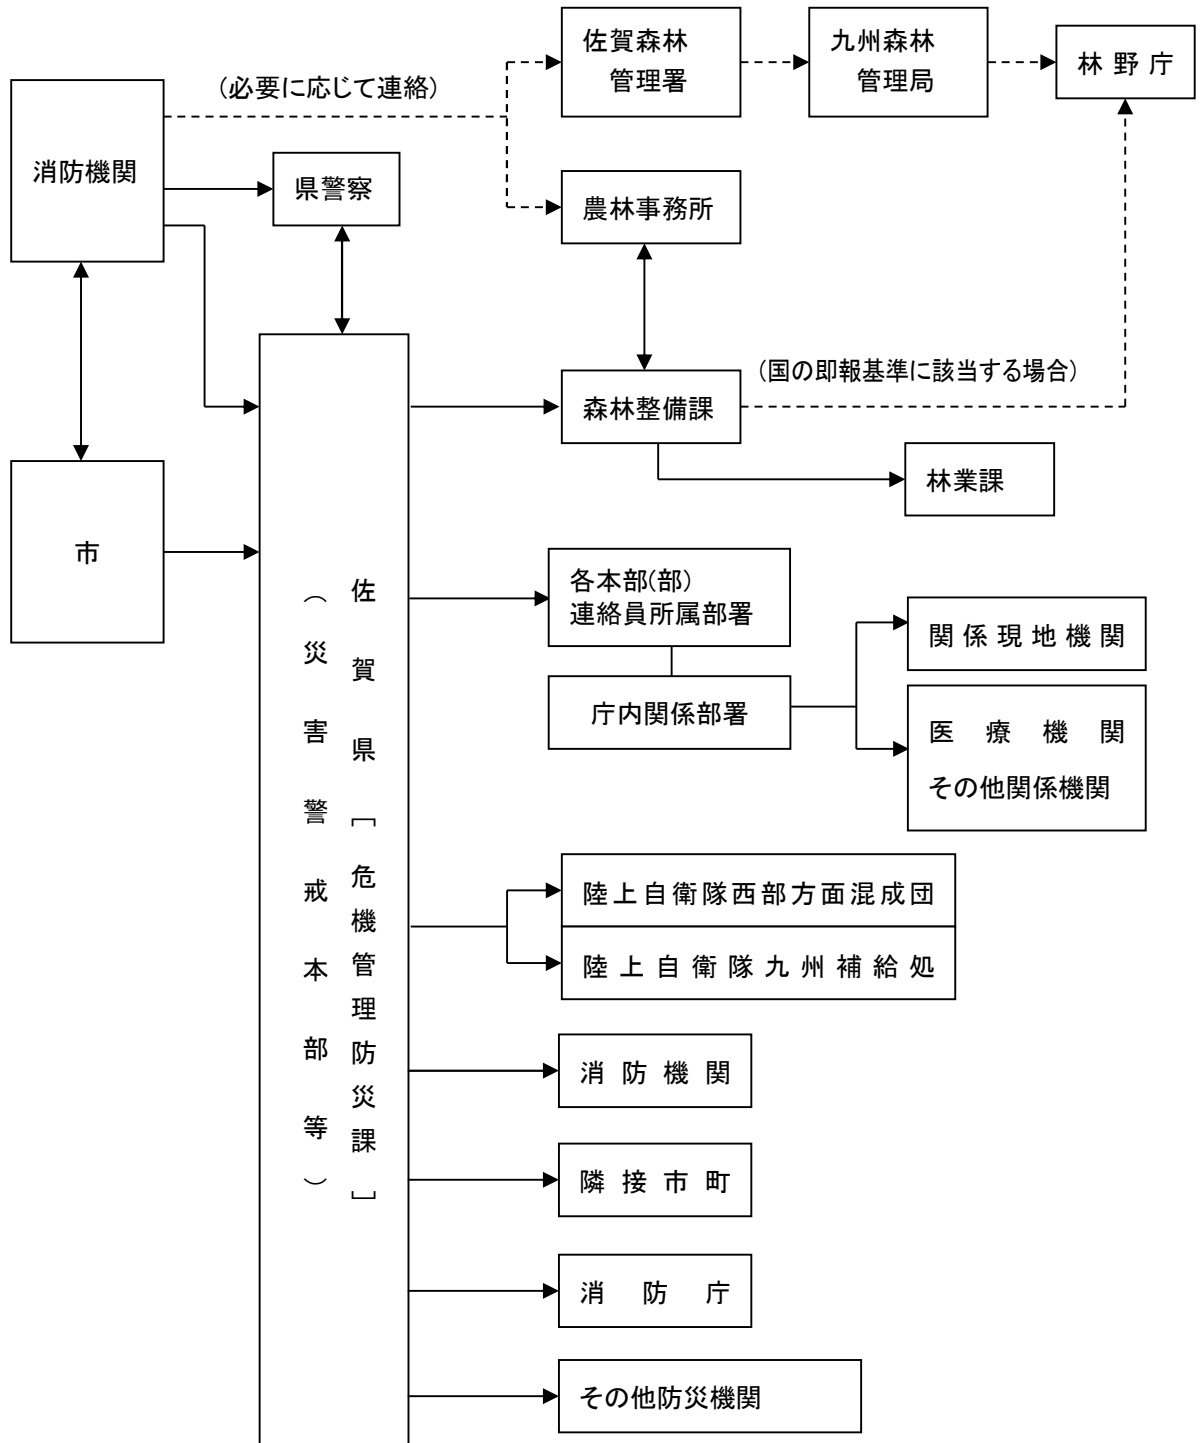 佐賀森林
管理署
九州森林
管理局
林野庁
(必要に応じて連絡)
消防機関
県警察
農林事務所
(国の即報基準に該当する場合)
森林整備課
林業課
市
佐賀県[危機管理防災課]
(災害警戒本部等)
各本部(部)
連絡員所属部署
関係現地機関
庁内関係部署
医療機関
その他関係機関
陸上自衛隊西部方面混成団
陸上自衛隊九州補給処
消防機関
隣接市町
消防庁
その他防災機関